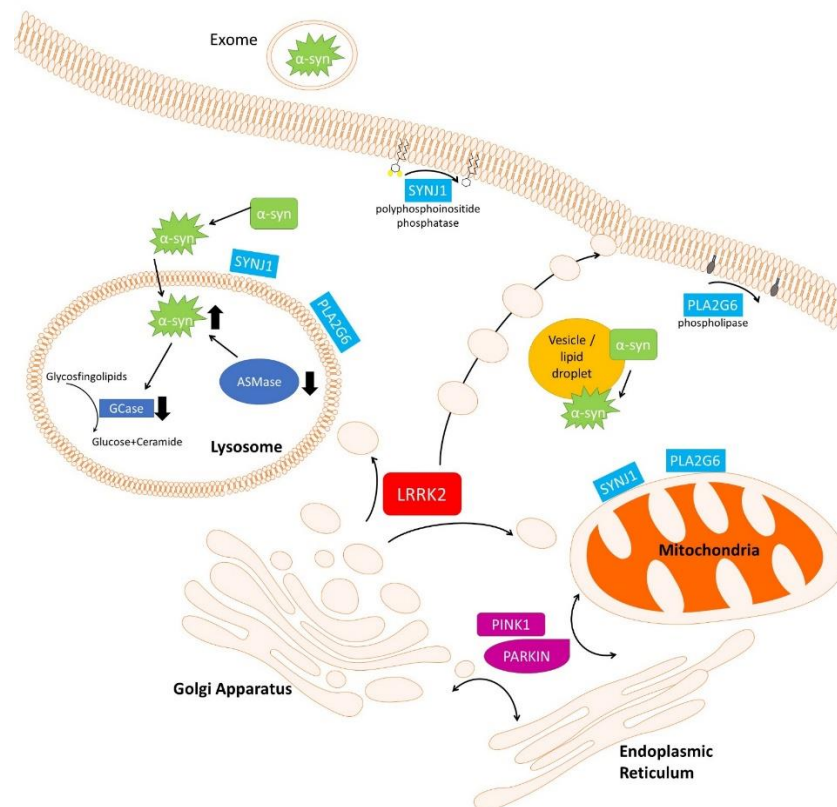 Exome
α-syn
SYNJ1
polyphosphoinositide
phosphatase
α-syn
α-syn
SYNJ1
PLA2G6
PLA2G6
phospholipase
α-syn
Vesicle /
lipid
droplet
α-syn
α-syn
Glycosfingolipids
ASMase
GCase
Glucose+Ceramide
Lysosome
LRRK2
SYNJ1
PLA2G6
Mitochondria
PINK1
PARKIN
Golgi Apparatus
Endoplasmic
Reticulum